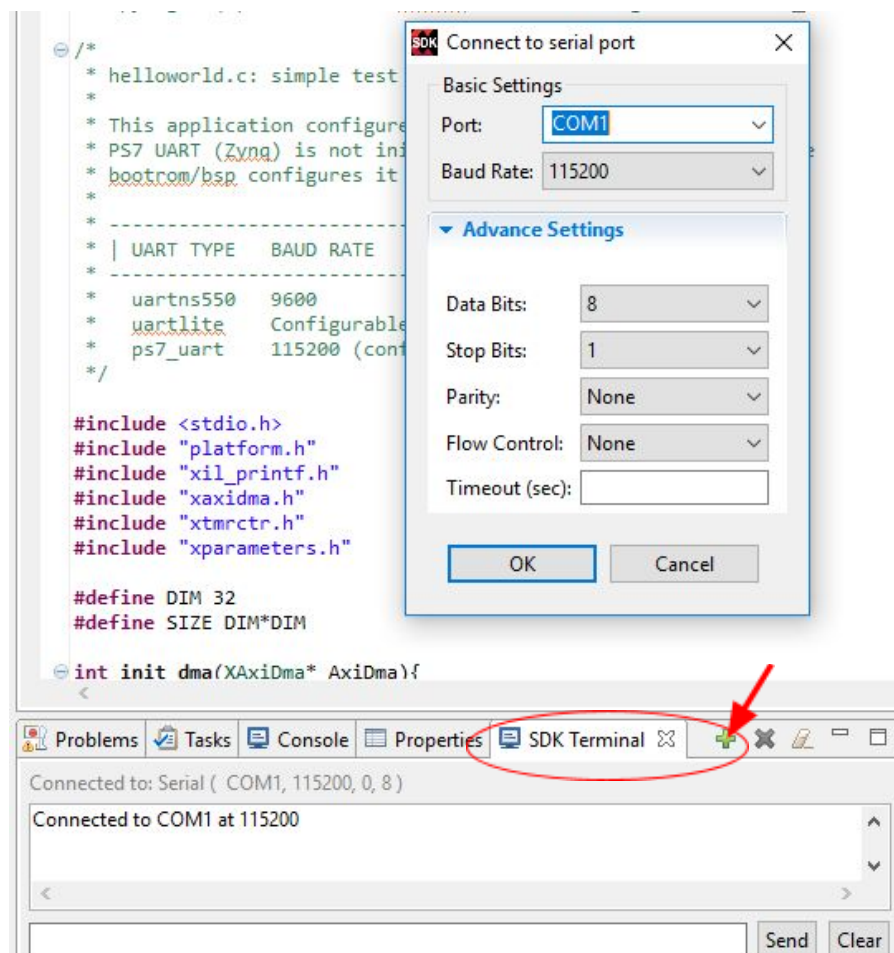 /*
* helloworld.c: simple test
*
* This application configure
* PS7 UART (Zynq) is not ini
* bootrom/bsp configures it
*
* ------------------------
* | UART TYPE BAUD RATE
* ------------------------
* uartns550 9600
* uartlite Configurable
* ps7_uart 115200 (conf
*/
#include <stdio.h>
#include "platform.h"
#include "xil_printf.h"
#include "xaxidma.h"
#include "xtmrctr.h"
#include "xparameters.h"
#define DIM 32
#define SIZE DIM*DIM
int init dma(XAxiDma* AxiDma){
SDK Connect to serial port
Basic Settings
Port: COM1
Baud Rate: 115200
Advance Settings
Data Bits: 8
Stop Bits: 1
Parity: None
Flow Control: None
Timeout (sec):
OK Cancel
Problems Tasks Console Properties SDK Terminal
Connected to: Serial ( COM1, 115200, 0, 8 )
Connected to COM1 at 115200
Send Clear